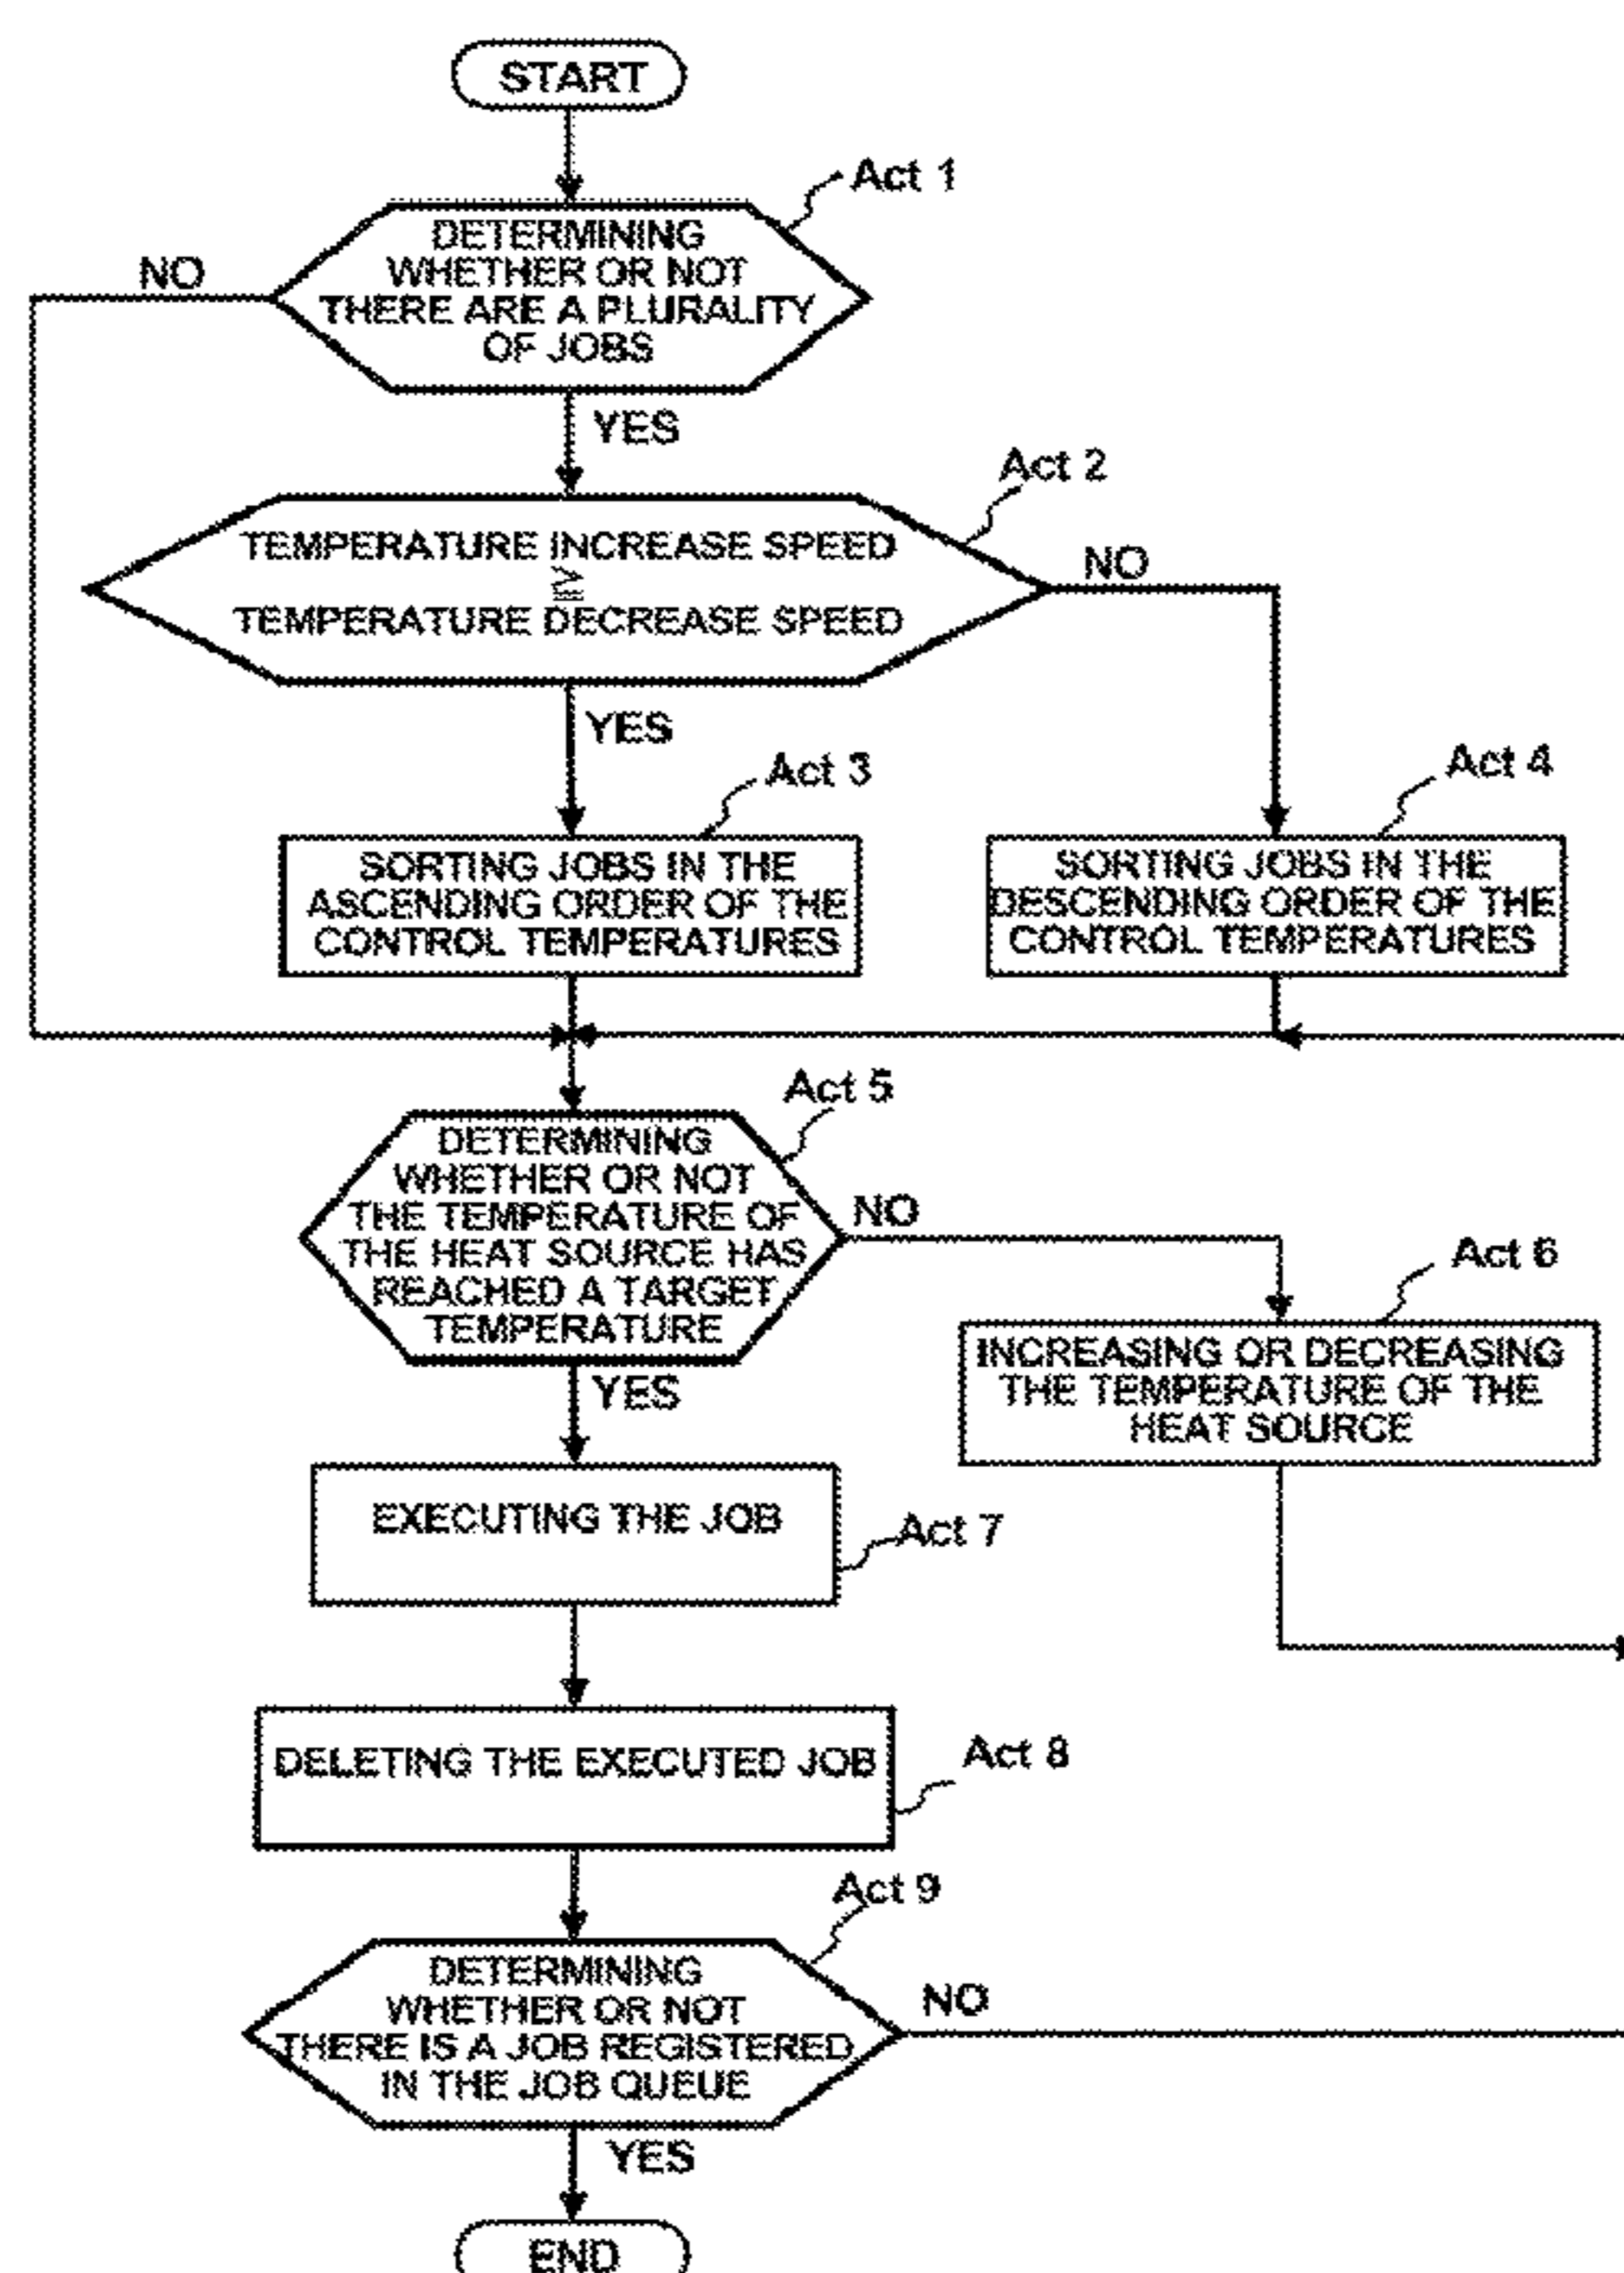 START
Act 1
DETERMINING
WHETHER OR NOT
THERE ARE A PLURALITY
OF JOBS
NO
YES
Act 2
TEMPERATURE INCREASE SPEED
≧
TEMPERATURE DECREASE SPEED
NO
YES
Act 3
SORTING JOBS IN THE
ASCENDING ORDER OF THE
CONTROL TEMPERATURES
Act 4
SORTING JOBS IN THE
DESCENDING ORDER OF THE
CONTROL TEMPERATURES
Act 5
DETERMINING
WHETHER OR NOT
THE TEMPERATURE OF
THE HEAT SOURCE HAS
REACHED A TARGET
TEMPERATURE
NO
YES
Act 6
INCREASING OR DECREASING
THE TEMPERATURE OF THE
HEAT SOURCE
EXECUTING THE JOB
Act 7
DELETING THE EXECUTED JOB
Act 8
Act 9
DETERMINING
WHETHER OR NOT
THERE IS A JOB REGISTERED
IN THE JOB QUEUE
NO
YES
END